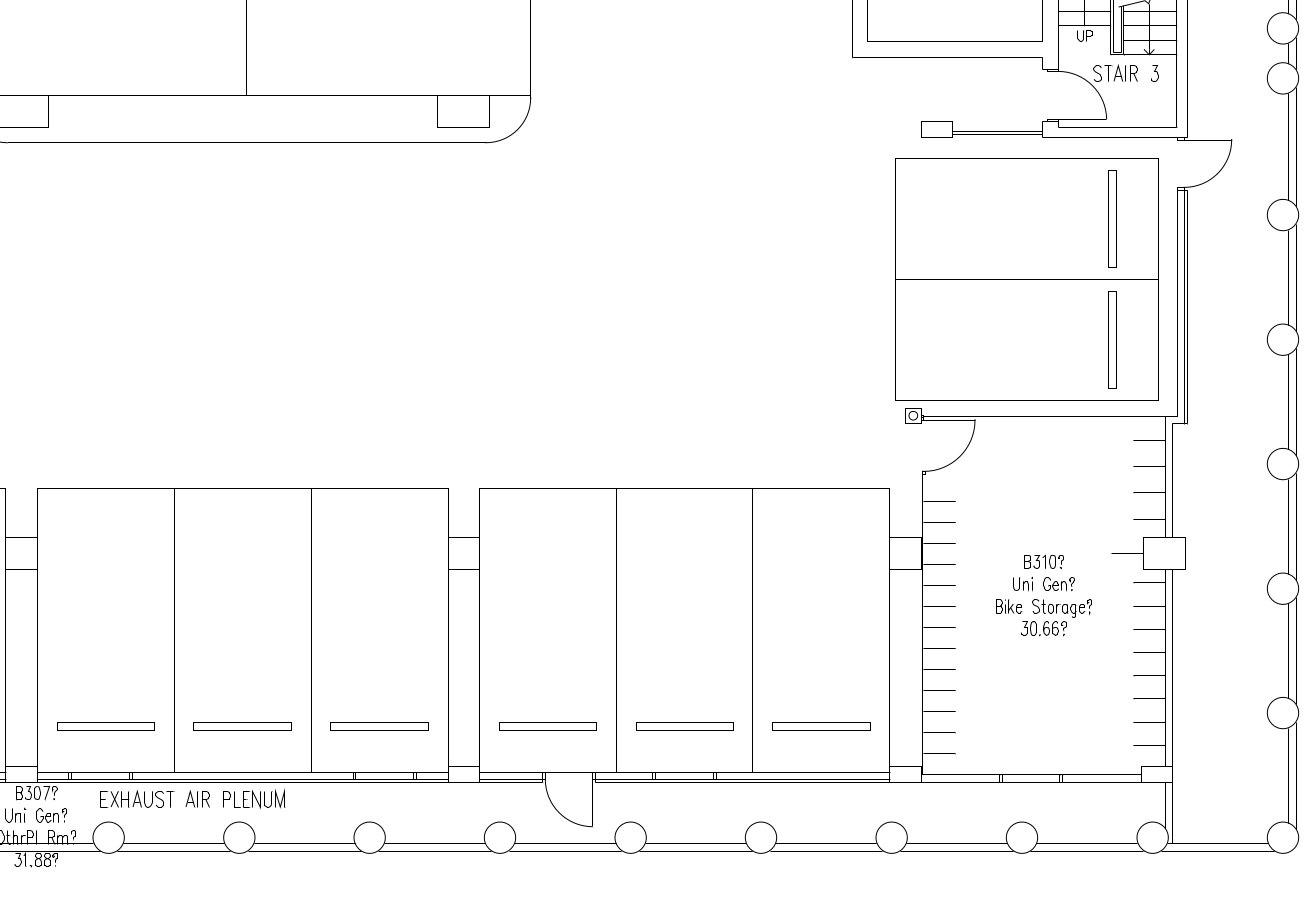 UP
STAIR 3
B310?
Uni Gen?
Bike Storage?
30.66?
B307?
Uni Gen?
OthrPl Rm?
31.88?
EXHAUST AIR PLENUM